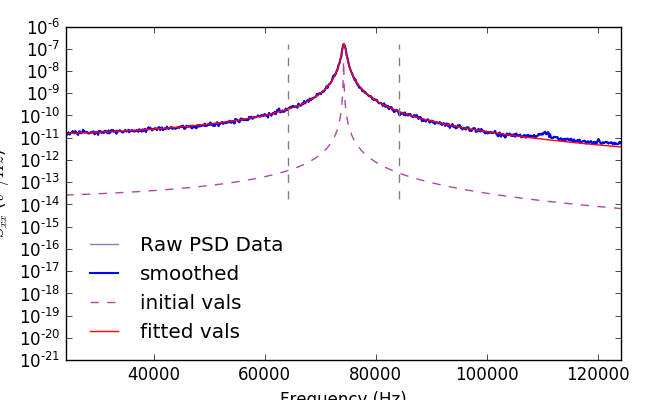 10^-6
10^-7
10^-8
10^-9
10^-10
10^-11
10^-12
10^-13
10^-14
10^-15
10^-16
10^-17
10^-18
10^-19
10^-20
10^-21
Raw PSD Data
smoothed
initial vals
fitted vals
40000 60000 80000 100000 120000
Frequency (Hz)